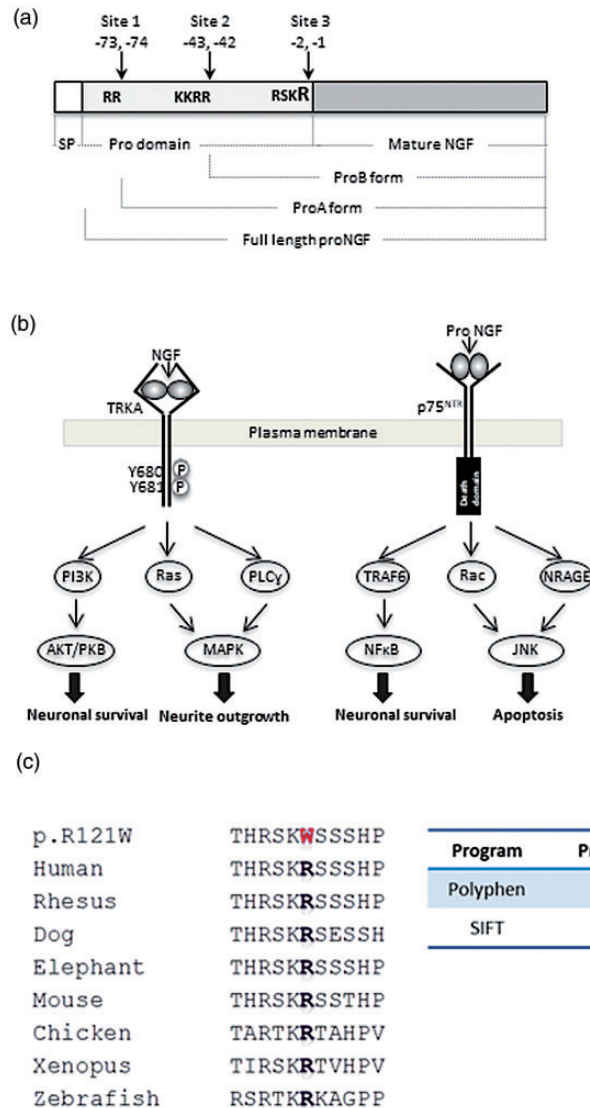 (a)
Site 1 Site 2 Site 3
-73, -74 -43, -42 -2, -1
RR KKRR RSKR
SP Pro domain Mature NGF
ProB form
ProA form
Full length proNGF
(b)
NGF Pro NGF
TRKA p75NTR
Plasma membrane
Y680 P
Y681 P
Death domain
PI3K Ras PLCγ TRAF6 Rac NRAGE
AKT/PKB MAPK NFκB JNK
Neuronal survival Neurite outgrowth Neuronal survival Apoptosis
(c)
p.R121W THRSKWSSSHP
Human THRSKRSSSHP
Rhesus THRSKRSSSHP
Dog THRSKRSESSH
Elephant THRSKRSSSHP
Mouse THRSKRSSTHP
Chicken TARTKRTAHPV
Xenopus TIRSKRTVHPV
Zebrafish RSRTKRKAGPP
Program
Polyphen
SIFT